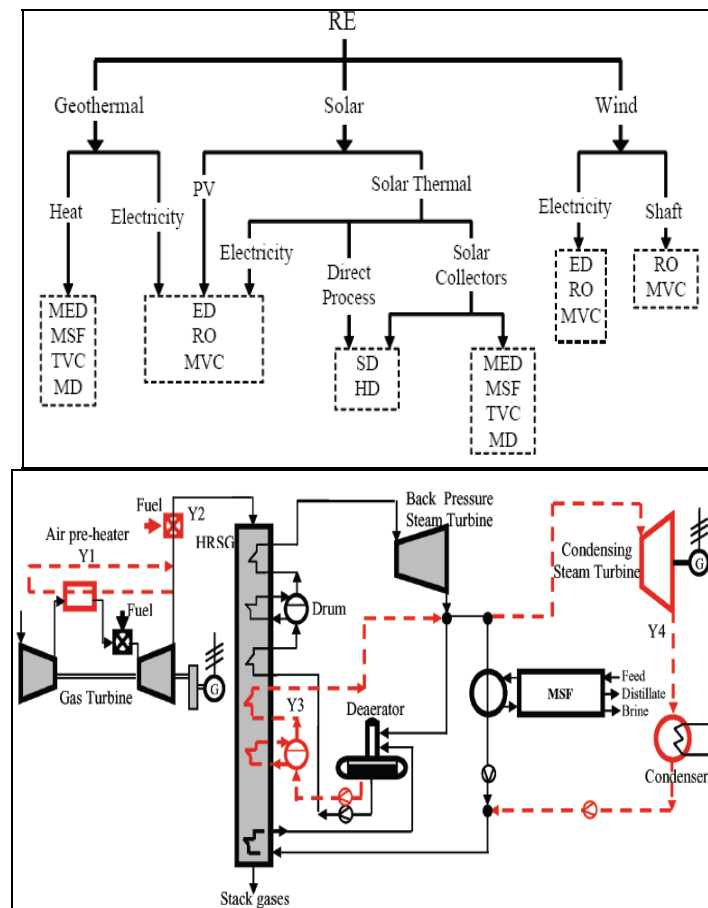 RE
Geothermal
Solar
Wind
PV
Solar Thermal
Heat
Electricity
Electricity
Direct
Process
Solar
Collectors
Electricity
Shaft
MED
MSF
TVC
MD
ED
RO
MVC
SD
HD
MED
MSF
TVC
MD
ED
RO
MVC
RO
MVC
Fuel
Y2
Air pre-heater
Y1
Fuel
Gas Turbine
G
HRSG
Drum
Y3
Deaerator
Stack gases
Back Pressure
Steam Turbine
Condensing
Steam Turbine
G
Y4
MSF
Feed
Distillate
Brine
Condenser